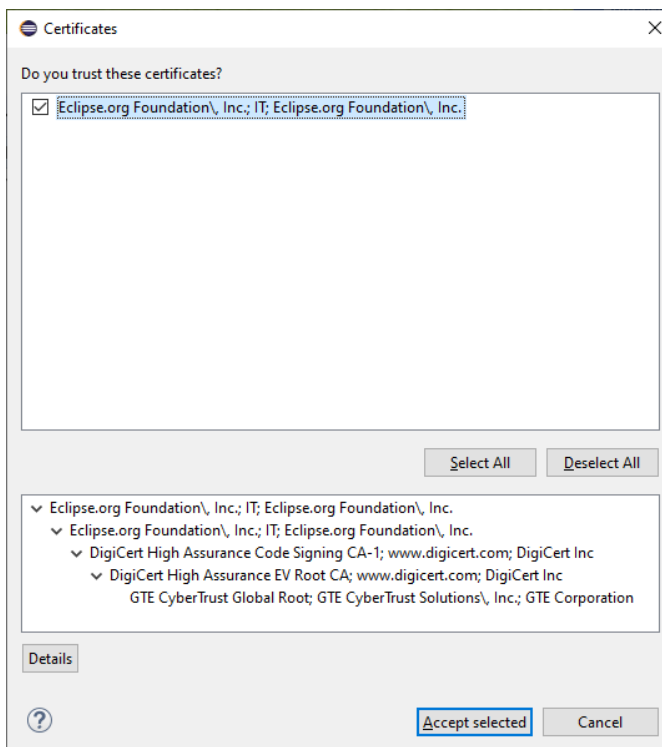 Certificates
Do you trust these certificates?
Eclipse.org Foundation\, Inc.; IT; Eclipse.org Foundation\, Inc.
Select All
Deselect All
Eclipse.org Foundation\, Inc.; IT; Eclipse.org Foundation\, Inc.
Eclipse.org Foundation\, Inc.; IT; Eclipse.org Foundation\, Inc.
DigiCert High Assurance Code Signing CA-1; www.digicert.com; DigiCert Inc
DigiCert High Assurance EV Root CA; www.digicert.com; DigiCert Inc
GTE CyberTrust Global Root; GTE CyberTrust Solutions\, Inc.; GTE Corporation
Details
?
Accept selected
Cancel